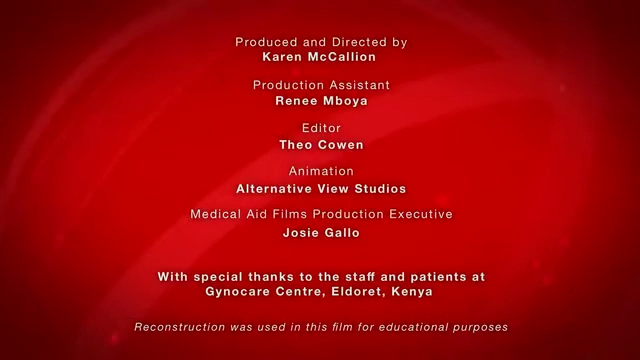 Produced and Directed by
Karen McCallion
Production Assistant
Renee Mboya
Editor
Theo Cowen
Animation
Alternative View Studios
Medical Aid Films Production Executive
Josie Gallo
With special thanks to the staff and patients at
Gynocare Centre, Eldoret, Kenya
Reconstruction was used in this film for educational purposes